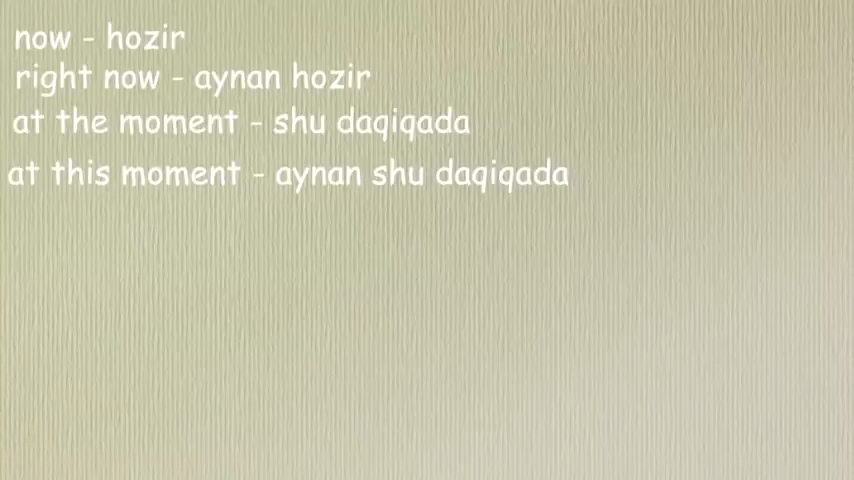 now - hozir
right now - aynan hozir
at the moment - shu daqiqada
at this moment - aynan shu daqiqada